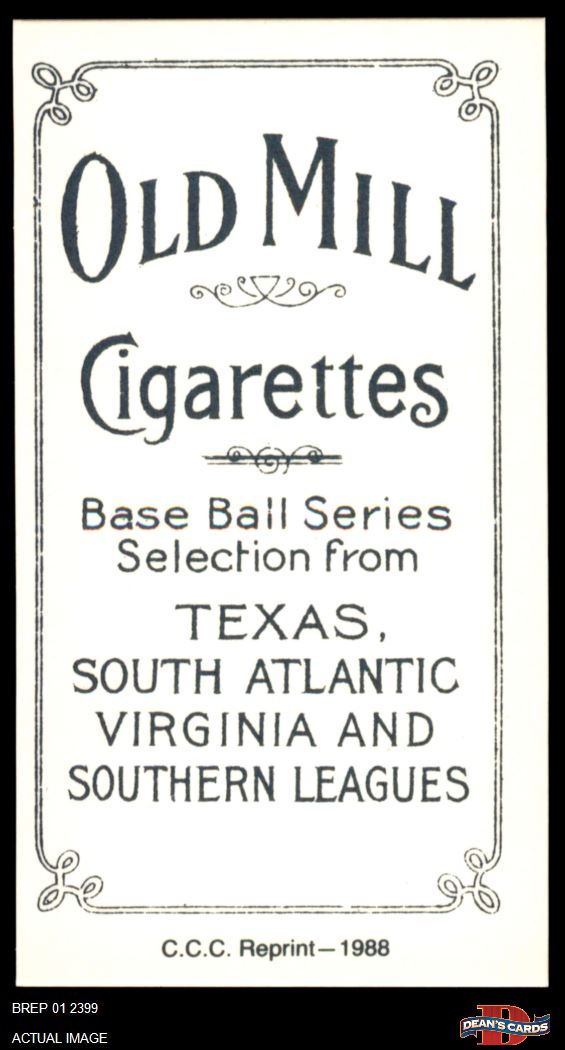 OLD MILL
Cigarettes
Base Ball Series
Selection from
TEXAS,
SOUTH ATLANTIC
VIRGINIA AND
SOUTHERN LEAGUES
C.C.C. Reprint—1988
BREP 01 2399
ACTUAL IMAGE
D
DEAN'S CARDS